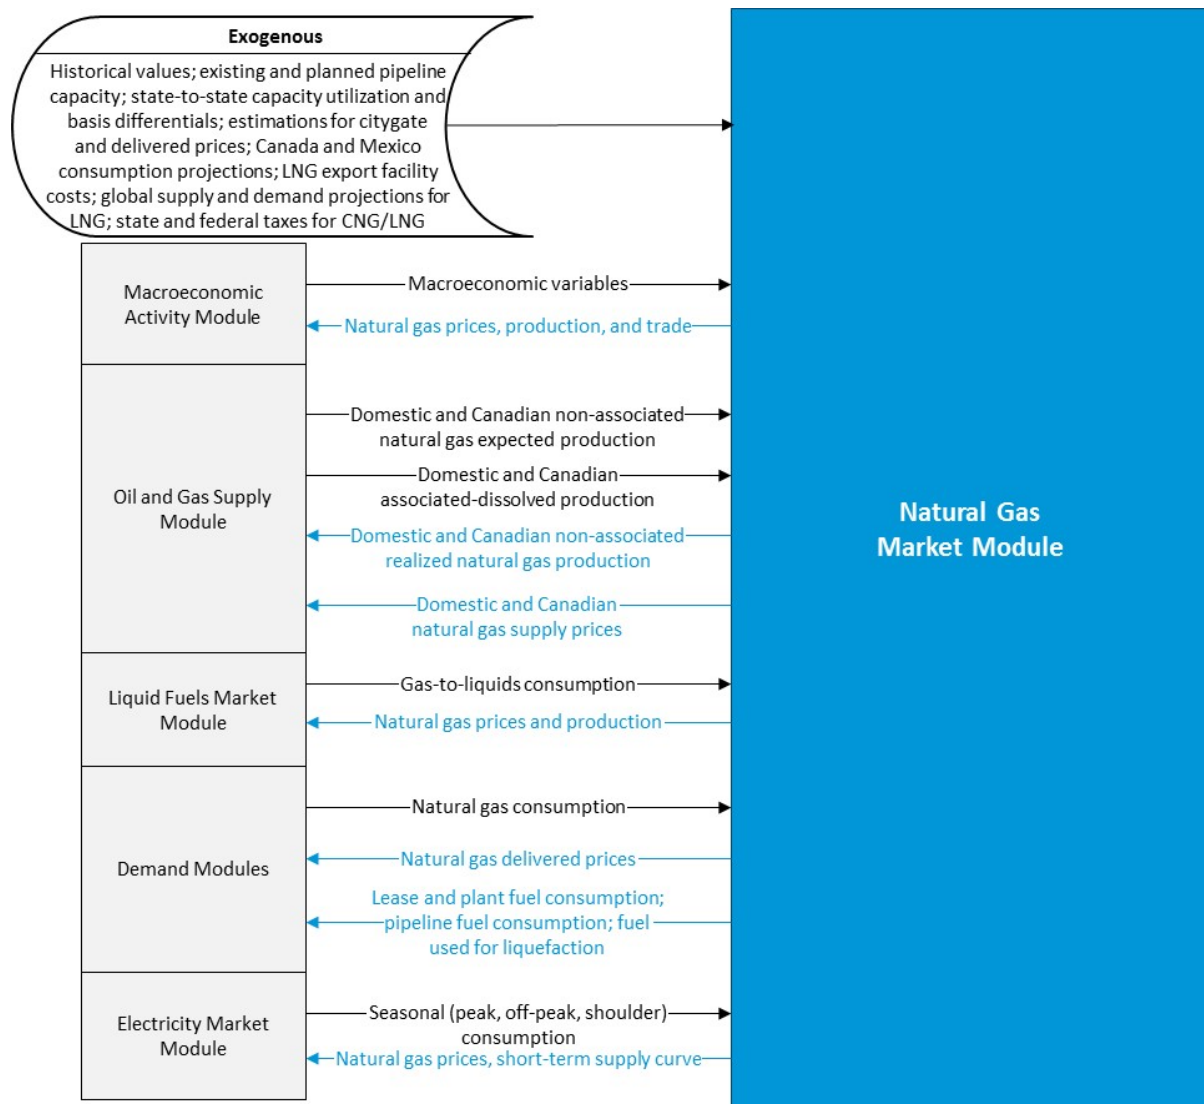 Exogenous
Historical values; existing and planned pipeline
capacity; state-to-state capacity utilization and
basis differentials; estimations for citygate
and delivered prices; Canada and Mexico
consumption projections; LNG export facility
costs; global supply and demand projections for
LNG; state and federal taxes for CNG/LNG
Macroeconomic
Activity Module
Macroeconomic variables
Natural gas prices, production, and trade
Oil and Gas Supply
Module
Domestic and Canadian non-associated
natural gas expected production
Domestic and Canadian
associated-dissolved production
Domestic and Canadian non-associated
realized natural gas production
Domestic and Canadian
natural gas supply prices
Liquid Fuels Market
Module
Gas-to-liquids consumption
Natural gas prices and production
Demand Modules
Natural gas consumption
Natural gas delivered prices
Lease and plant fuel consumption;
pipeline fuel consumption; fuel
used for liquefaction
Electricity Market
Module
Seasonal (peak, off-peak, shoulder)
consumption
Natural gas prices, short-term supply curve
Natural Gas
Market Module